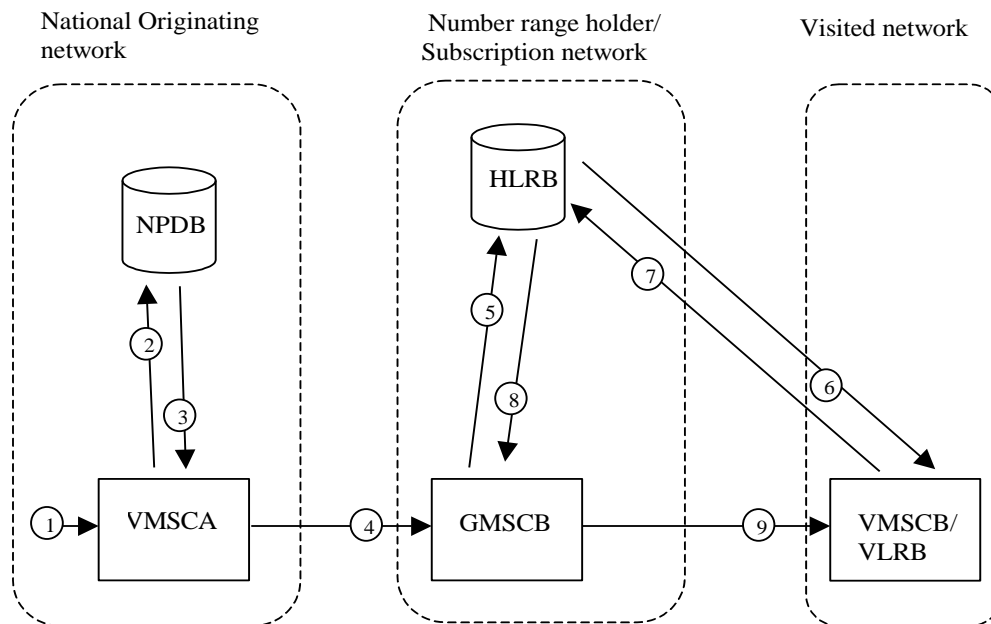 National Originating
network
Number range holder/
Subscription network
Visited network
NPDB
HLRB
2
3
5
8
7
6
1
VMSCA
4
GMSCB
9
VMSCB/
VLRB